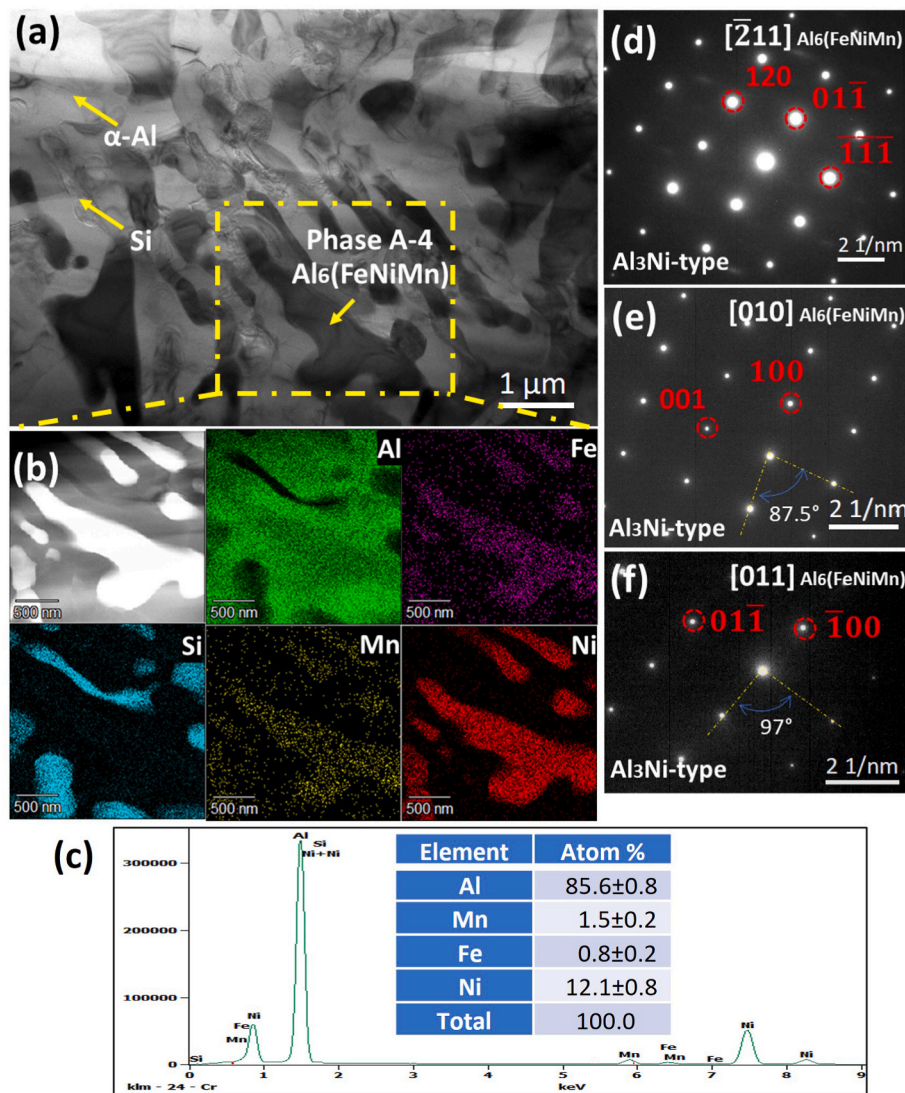 (a)
α-Al
Si
Phase A-4
Al₆(FeNiMn)
1 μm
(b)
500 nm
Al
500 nm
Fe
500 nm
Si
500 nm
Mn
500 nm
Ni
500 nm
(c)
Element Atom %
Al 85.6±0.8
Mn 1.5±0.2
Fe 0.8±0.2
Ni 12.1±0.8
Total 100.0
300000
200000
100000
0
Al
Si
Ni+Ni
Ni
Fe
Mn
Si
Mn
Fe
Mn
Fe
Ni
Ni
0 1 2 3 4 5 6 7 8 9
klm - 24 - Cr
keV
(d)
[2̅11] Al₆(FeNiMn)
120
011̅
1̅1̅1̅
Al₃Ni-type
2 1/nm
(e)
[010] Al₆(FeNiMn)
001
100
87.5°
Al₃Ni-type
2 1/nm
(f)
[011] Al₆(FeNiMn)
011̅
1̅00
97°
Al₃Ni-type
2 1/nm